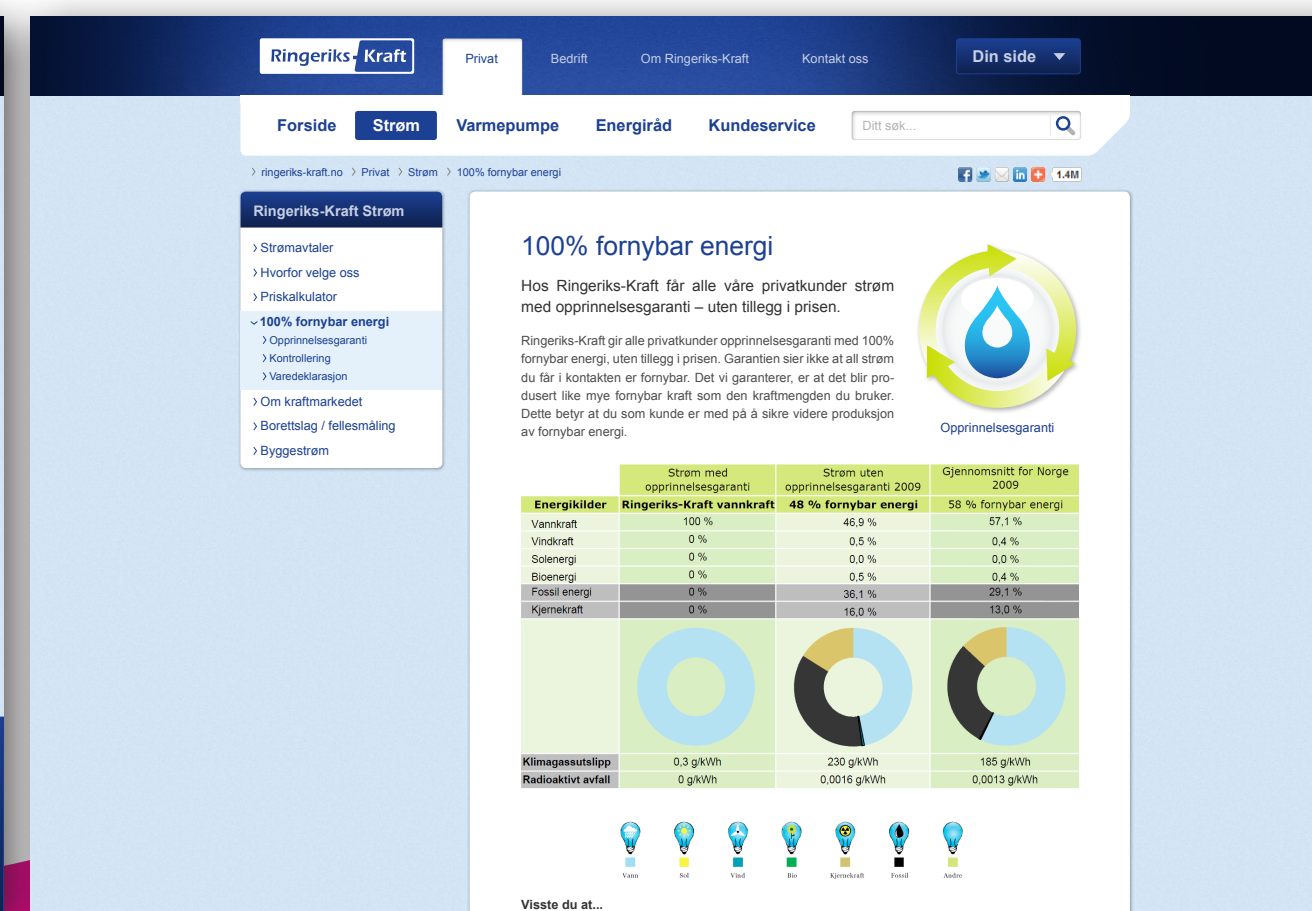 Ringeriks-Kraft
Privat
Bedrift
Om Ringeriks-Kraft
Kontakt oss
Din side
Forside
Strøm
Varmepumpe
Energiråd
Kundeservice
Ditt søk...
ringeriks-kraft.no
Privat
Strøm
100% fornybar energi
1.4M
Ringeriks-Kraft Strøm
Strømavtaler
Hvorfor velge oss
Priskalkulator
100% fornybar energi
Opprinnelsesgaranti
Kontrollering
Varedeklarasjon
Om kraftmarkedet
Borettslag / fellesmåling
Byggestrøm
100% fornybar energi
Hos Ringeriks-Kraft får alle våre privatkunder strøm
med opprinnelsesgaranti – uten tillegg i prisen.
Ringeriks-Kraft gir alle privatkunder opprinnelsesgaranti med 100%
fornybar energi, uten tillegg i prisen. Garantien sier ikke at all strøm
du får i kontakten er fornybar. Det vi garanterer, er at det blir pro-
dusert like mye fornybar kraft som den kraftmengden du bruker.
Dette betyr at du som kunde er med på å sikre videre produksjon
av fornybar energi.
Opprinnelsesgaranti
Strøm med
opprinnelsesgaranti
Strøm uten
opprinnelsesgaranti 2009
Gjennomsnitt for Norge
2009
Energikilder Ringeriks-Kraft vannkraft 48 % fornybar energi 58 % fornybar energi
Vannkraft 100 % 46,9 % 57,1 %
Vindkraft 0 % 0,5 % 0,4 %
Solenergi 0 % 0,0 % 0,0 %
Bioenergi 0 % 0,5 % 0,4 %
Fossil energi 0 % 36,1 % 29,1 %
Kjernekraft 0 % 16,0 % 13,0 %
Klimagassutslipp 0,3 g/kWh 230 g/kWh 185 g/kWh
Radioaktivt avfall 0 g/kWh 0,0016 g/kWh 0,0013 g/kWh
Vann Sol Vind Bio Kjernekraft Fossil Andre
Visste du at...